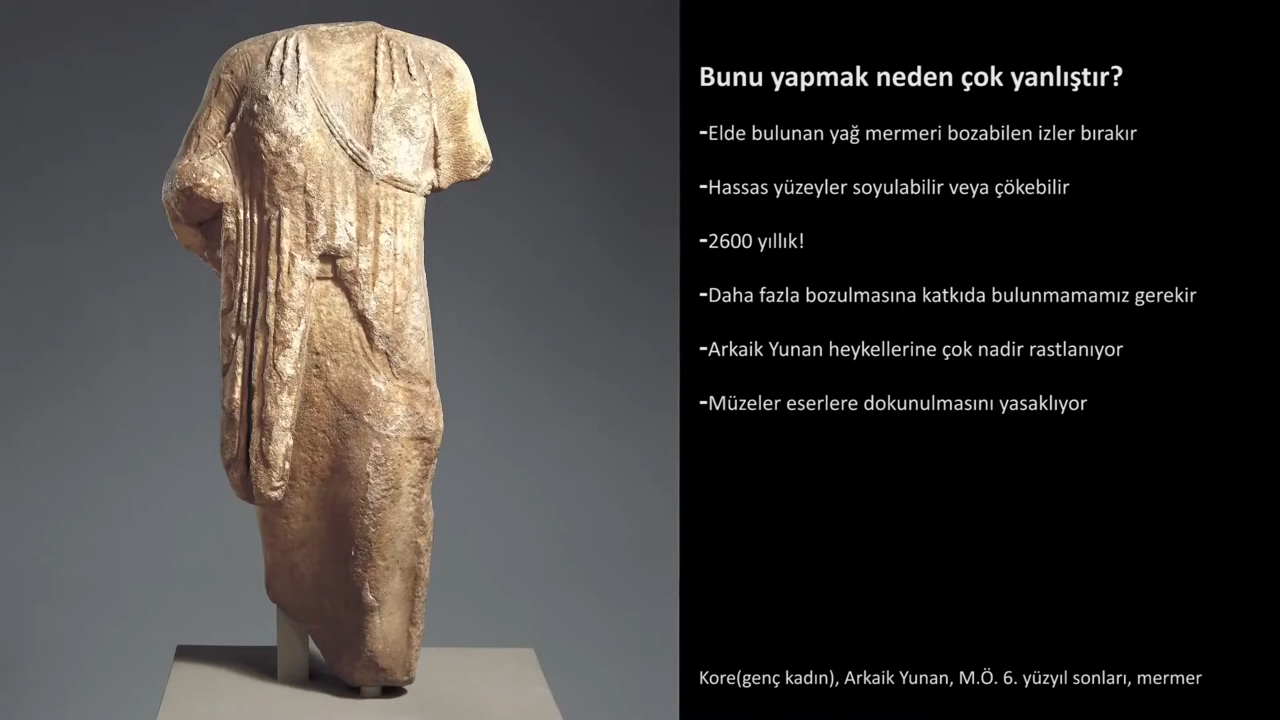 Bunu yapmak neden çok yanlıştır?
-Elde bulunan yağ mermeri bozabilen izler bırakır
-Hassas yüzeyler soyulabilir veya çökebilir
-2600 yıllık!
-Daha fazla bozulmasına katkıda bulunmamamız gerekir
-Arkaik Yunan heykellerine çok nadir rastlanıyor
-Müzeler eserlere dokunulmasını yasaklıyor
Kore(genç kadın), Arkaik Yunan, M.Ö. 6. yüzyıl sonları, mermer